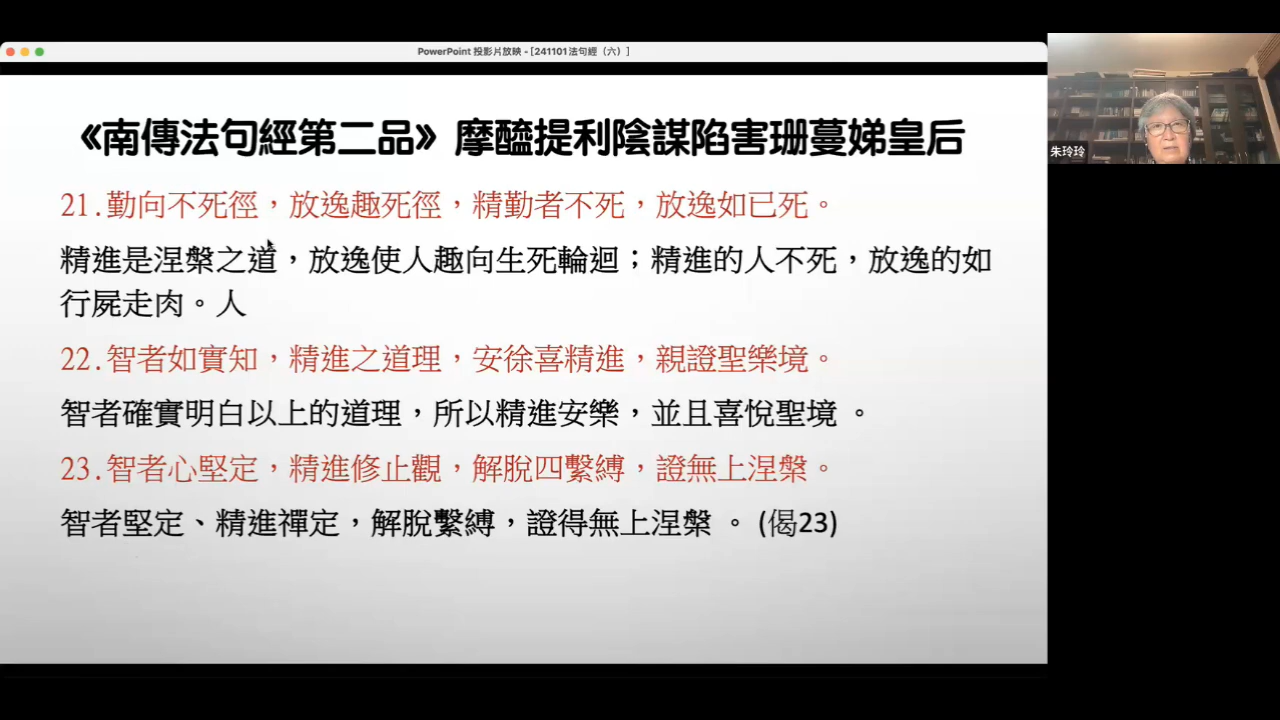 PowerPoint 投影片放映 - [241101法句經（六）]
《南傳法句經第二品》摩醯提利陰謀陷害珊蔓娣皇后
21.勤向不死徑，放逸趣死徑，精勤者不死，放逸如已死。
精進是涅槃之道，放逸使人趣向生死輪迴；精進的人不死，放逸的如
行屍走肉。人
22.智者如實知，精進之道理，安徐喜精進，親證聖樂境。
智者確實明白以上的道理，所以精進安樂，並且喜悅聖境 。
23.智者心堅定，精進修止觀，解脫四繫縛，證無上涅槃。
智者堅定、精進禪定，解脫繫縛，證得無上涅槃 。 (偈23)
朱玲玲